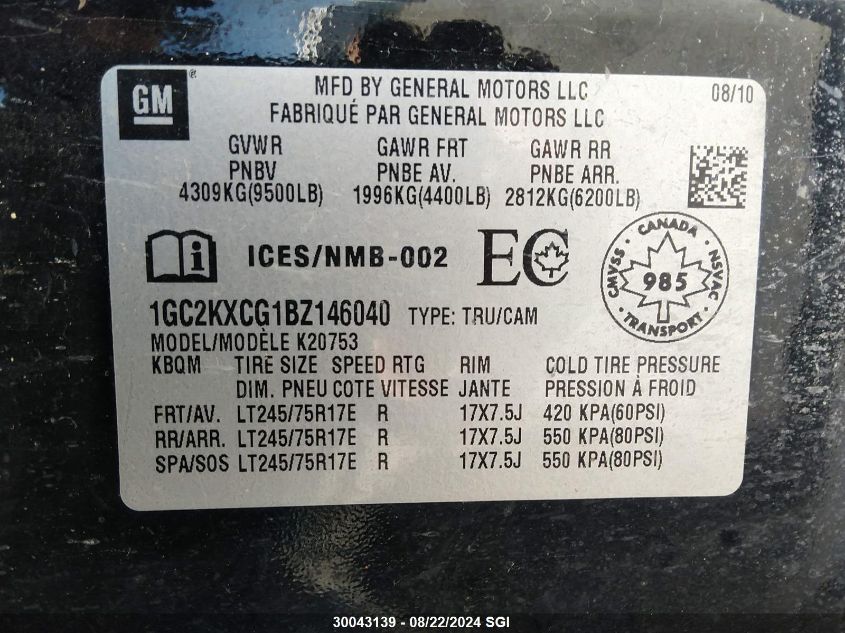 GM ® MFD BY GENERAL MOTORS LLC 08/10
FABRIQUÉ PAR GENERAL MOTORS LLC
GVWR GAWR FRT GAWR RR
PNBV PNBE AV. PNBE ARR.
4309KG(9500LB) 1996KG(4400LB) 2812KG(6200LB)
ICES/NMB-002 EC
CANADA
CMVSS 985 NSVAC
TRANSPORT
1GC2KXCG1BZ146040 TYPE: TRU/CAM
MODEL/MODÈLE K20753
KBQM TIRE SIZE SPEED RTG RIM COLD TIRE PRESSURE
DIM. PNEU COTE VITESSE JANTE PRESSION À FROID
FRT/AV. LT245/75R17E R 17X7.5J 420 KPA(60PSI)
RR/ARR. LT245/75R17E R 17X7.5J 550 KPA(80PSI)
SPA/SOS LT245/75R17E R 17X7.5J 550 KPA(80PSI)
30043139 - 08/22/2024 SGI